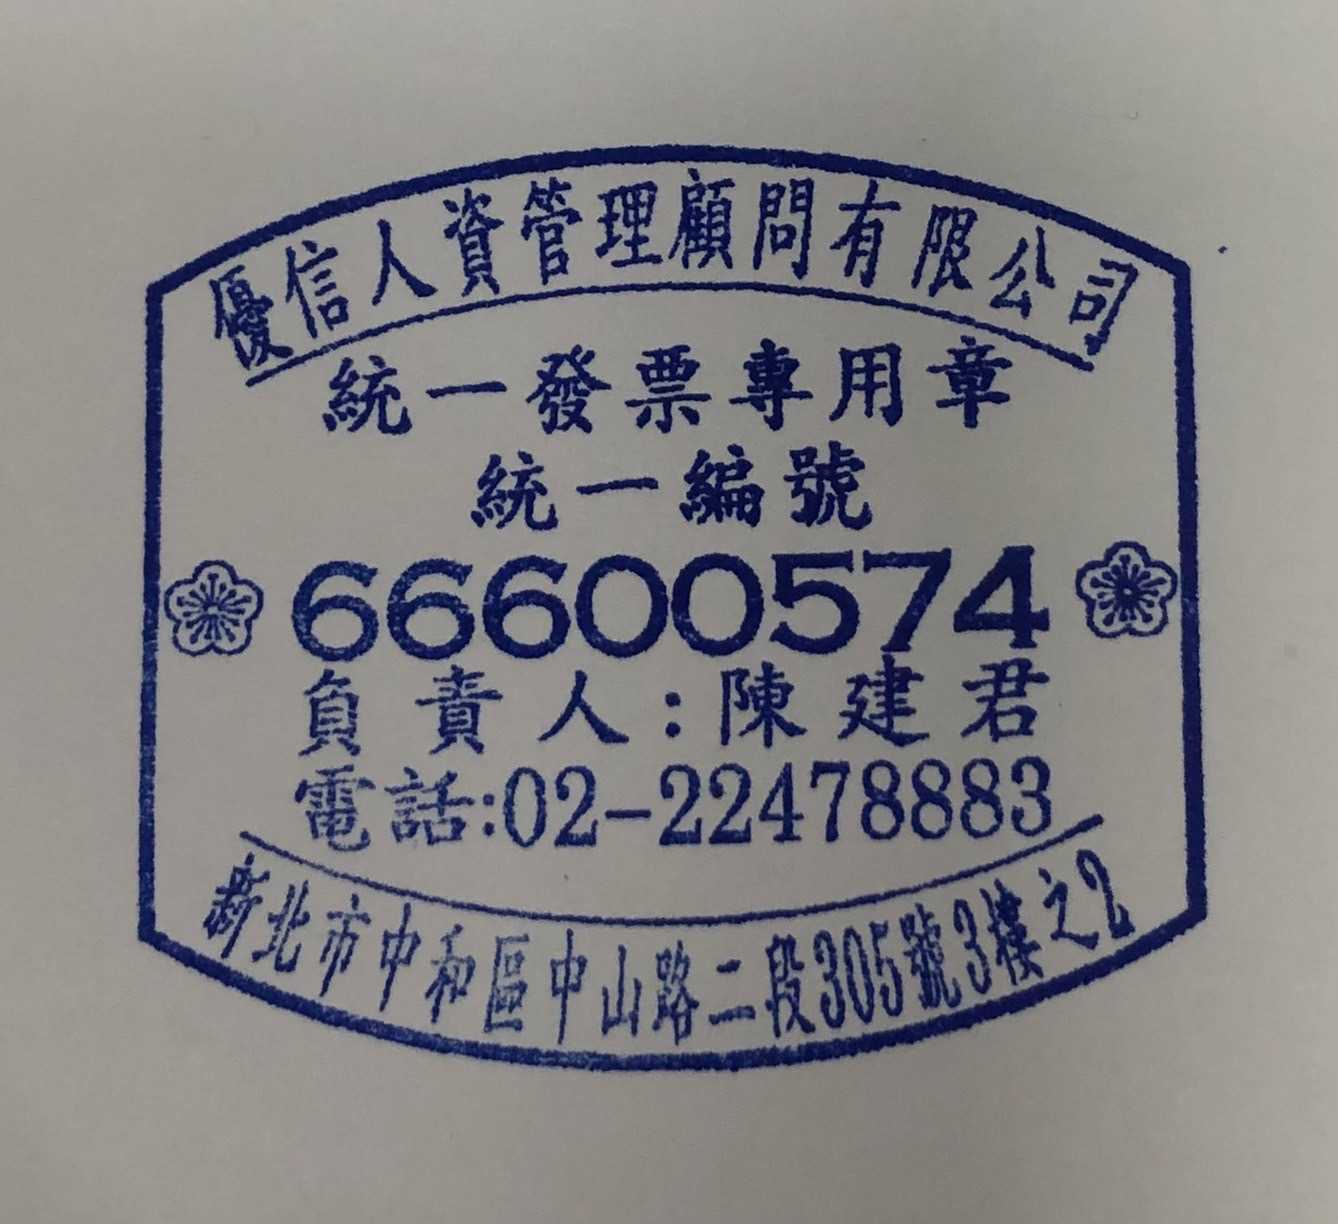 優信人資管理顧問有限公司
統一發票專用章
統一編號
66600574
負責人:陳建君
電話:02-22478883
新北市中和區中山路二段305號3樓之2